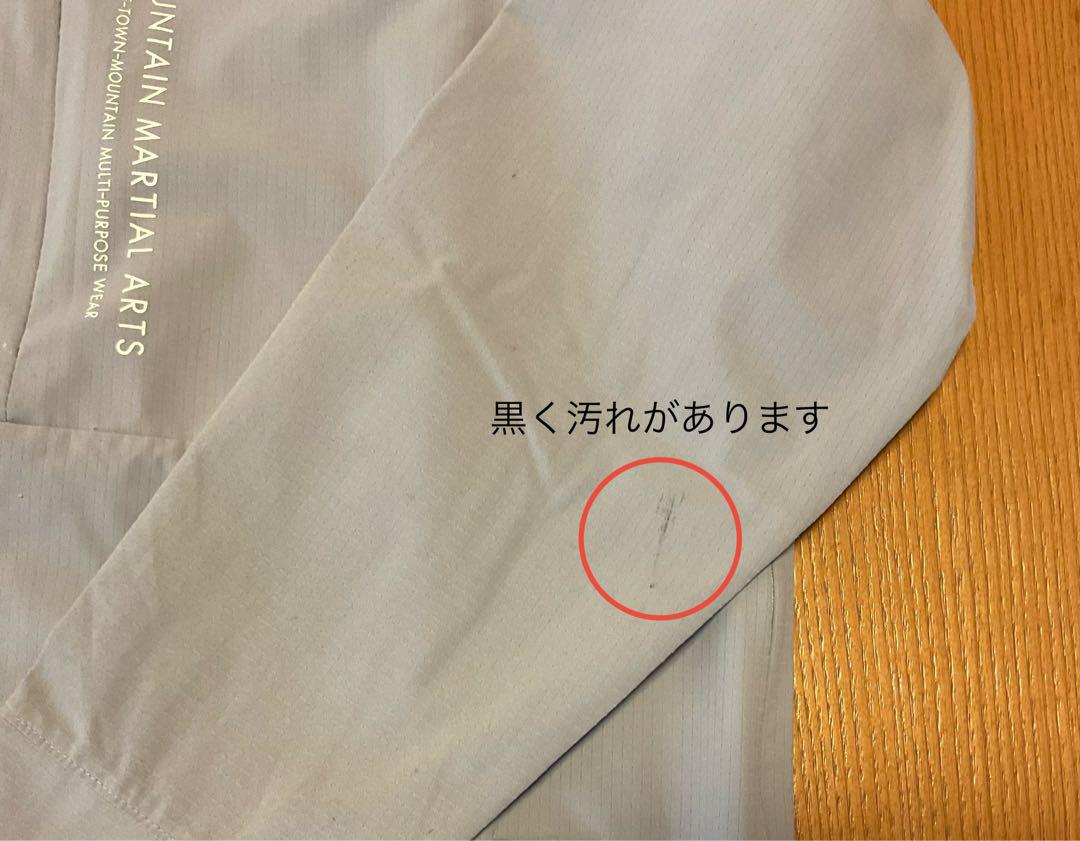 UNTAIN MARTIAL ARTS
-TOWN-MOUNTAIN MULTI-PURPOSE WEAR
黒く汚れがあります